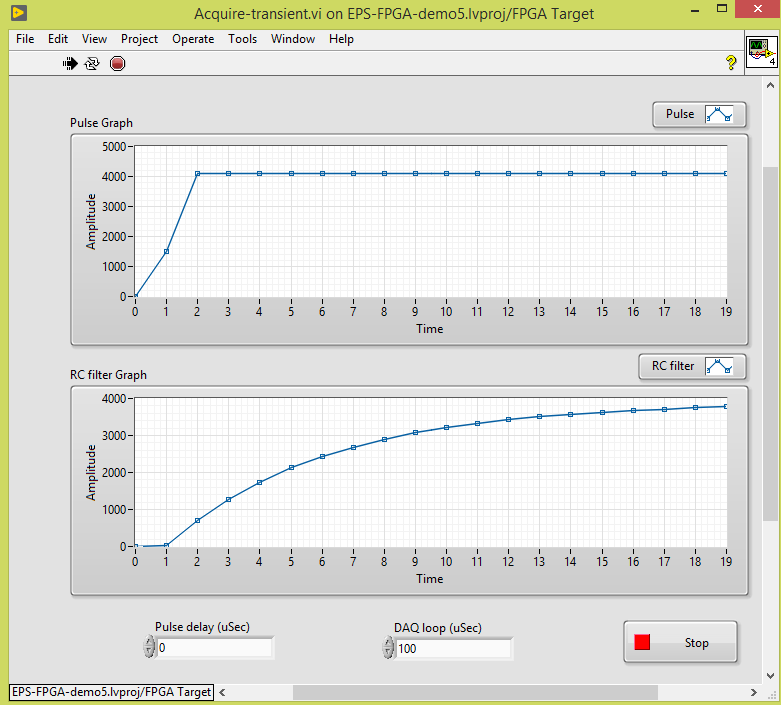 Acquire-transient.vi on EPS-FPGA-demo5.lvproj/FPGA Target
File Edit View Project Operate Tools Window Help
? 4
Pulse Graph
Pulse
5000
4000
3000
2000
1000
0
Amplitude
0 1 2 3 4 5 6 7 8 9 10 11 12 13 14 15 16 17 18 19
Time
RC filter Graph
RC filter
4000
3000
2000
1000
0
Amplitude
0 1 2 3 4 5 6 7 8 9 10 11 12 13 14 15 16 17 18 19
Time
Pulse delay (uSec)
0
DAQ loop (uSec)
100
Stop
EPS-FPGA-demo5.lvproj/FPGA Target